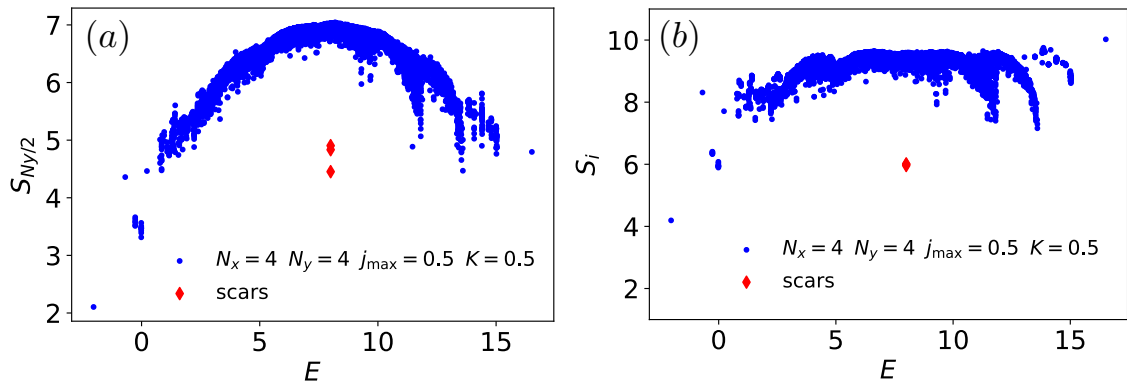 (a)
7
6
5
4
3
2
S_{Ny/2}
N_x = 4 N_y = 4 j_max = 0.5 K = 0.5
scars
0 5 10 15
E
(b)
10
8
6
4
2
S_i
N_x = 4 N_y = 4 j_max = 0.5 K = 0.5
scars
0 5 10 15
E